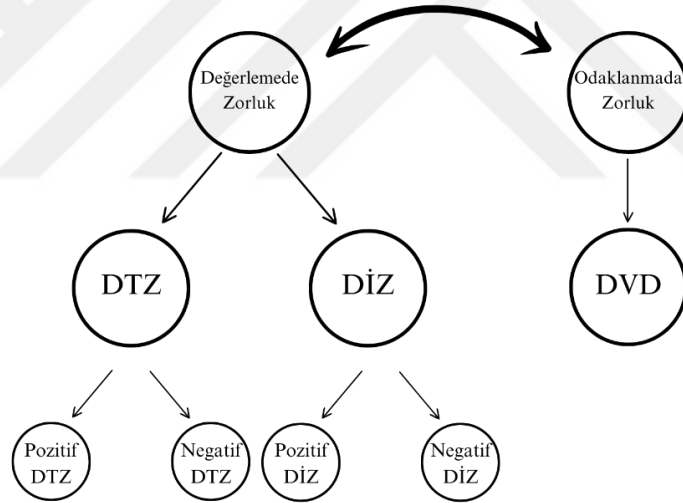 Değerlemede
Zorluk
Odaklanmada
Zorluk
DTZ
DİZ
DVD
Pozitif
DTZ
Negatif
DTZ
Pozitif
DİZ
Negatif
DİZ